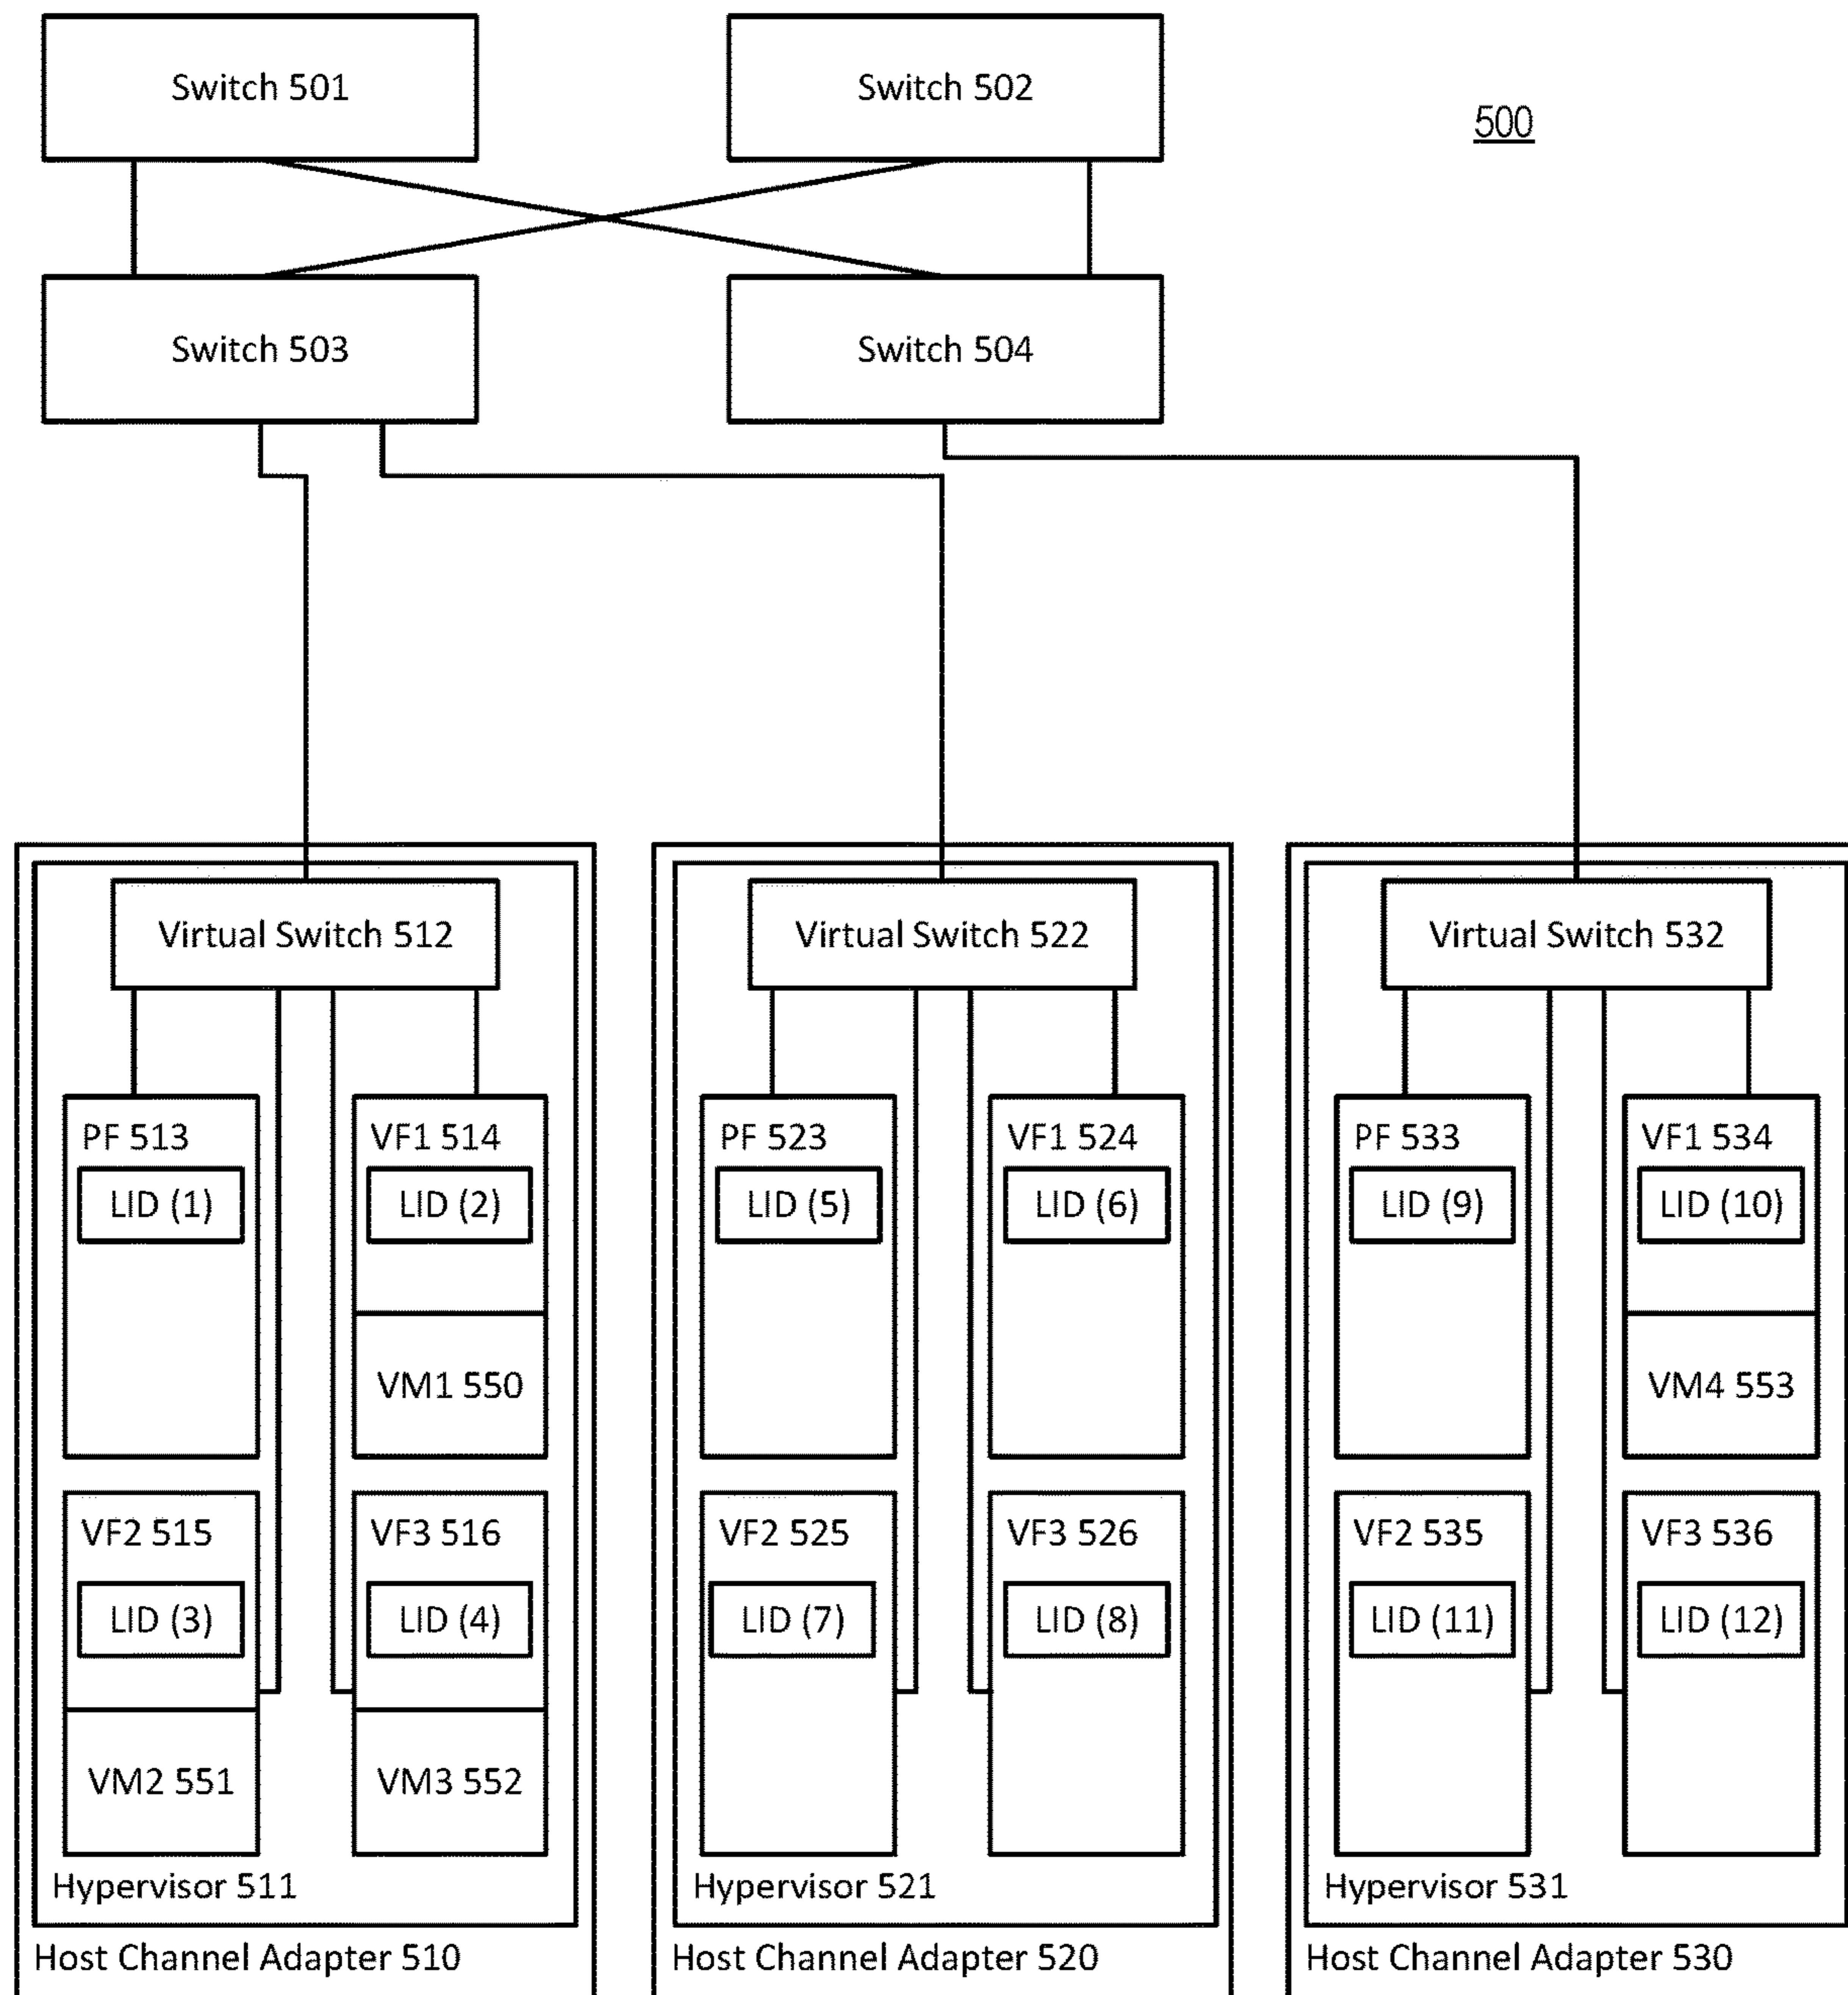 Switch 501
Switch 502
500
Switch 503
Switch 504
Virtual Switch 512
Virtual Switch 522
Virtual Switch 532
PF 513
LID (1)
VF1 514
LID (2)
VM1 550
PF 523
LID (5)
VF1 524
LID (6)
PF 533
LID (9)
VF1 534
LID (10)
VM4 553
VF2 515
LID (3)
VM2 551
VF3 516
LID (4)
VM3 552
VF2 525
LID (7)
VF3 526
LID (8)
VF2 535
LID (11)
VF3 536
LID (12)
Hypervisor 511
Hypervisor 521
Hypervisor 531
Host Channel Adapter 510
Host Channel Adapter 520
Host Channel Adapter 530